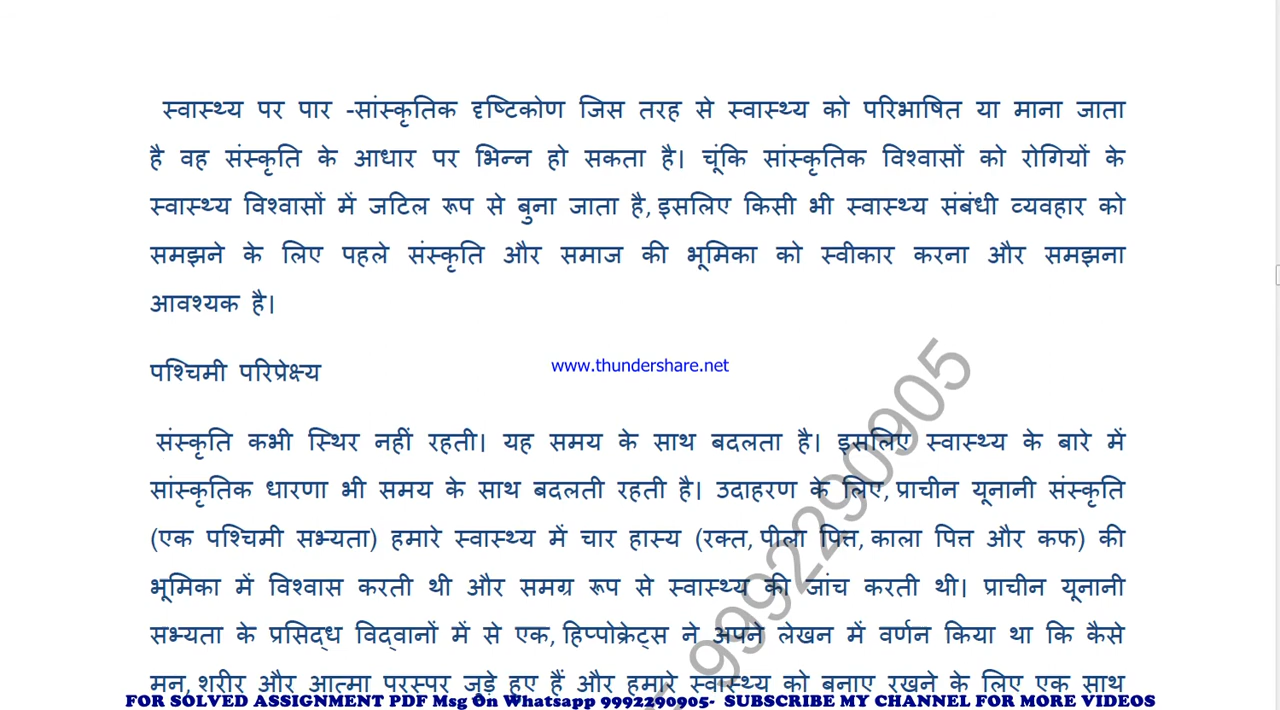 स्वास्थ्य पर पार -सांस्कृतिक दृष्टिकोण जिस तरह से स्वास्थ्य को परिभाषित या माना जाता
है वह संस्कृति के आधार पर भिन्न हो सकता है। चूंकि सांस्कृतिक विश्वासों को रोगियों के
स्वास्थ्य विश्वासों में जटिल रूप से बुना जाता है, इसलिए किसी भी स्वास्थ्य संबंधी व्यवहार को
समझने के लिए पहले संस्कृति और समाज की भूमिका को स्वीकार करना और समझना
आवश्यक है।
पश्चिमी परिप्रेक्ष्य
www.thundershare.net
संस्कृति कभी स्थिर नहीं रहती। यह समय के साथ बदलता है। इसलिए स्वास्थ्य के बारे में
सांस्कृतिक धारणा भी समय के साथ बदलती रहती है। उदाहरण के लिए, प्राचीन यूनानी संस्कृति
(एक पश्चिमी सभ्यता) हमारे स्वास्थ्य में चार हास्य (रक्त, पीला पित्त, काला पित्त और कफ) की
भूमिका में विश्वास करती थी और समग्र रूप से स्वास्थ्य की जांच करती थी। प्राचीन यूनानी
सभ्यता के प्रसिद्ध विद्वानों में से एक, हिप्पोक्रेट्स ने अपने लेखन में वर्णन किया था कि कैसे
मन, शरीर और आत्मा परस्पर जुड़े हुए हैं और हमारे स्वास्थ्य को बनाए रखने के लिए एक साथ
9992290905
FOR SOLVED ASSIGNMENT PDF Msg On Whatsapp 9992290905- SUBSCRIBE MY CHANNEL FOR MORE VIDEOS